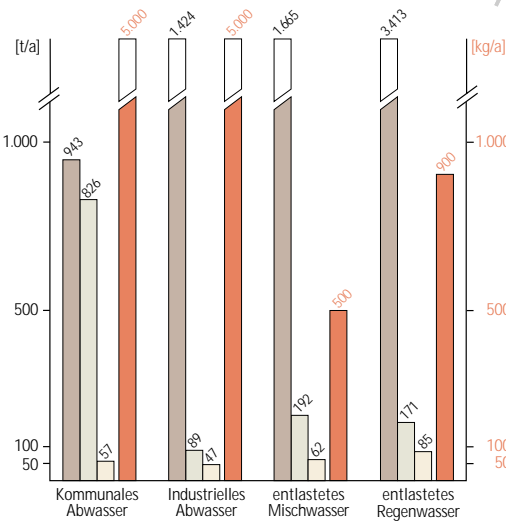 5.000
1.424
5.000
1.665
3.413
[t/a]
[kg/a]
1.000
943
826
1.000
900
500
500
500
192
171
100
57
89
47
62
85
100
50
50
Kommunales
Abwasser
Industrielles
Abwasser
entlastetes
Mischwasser
entlastetes
Regenwasser